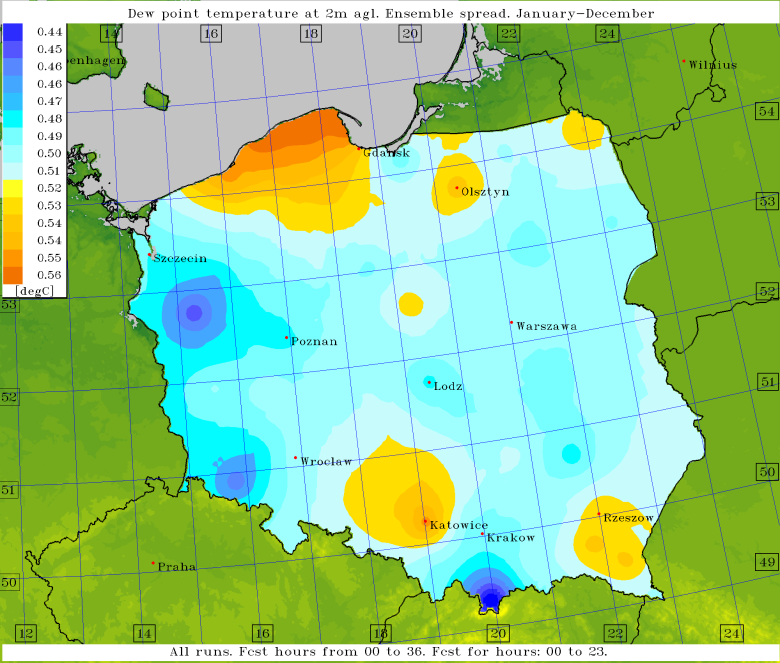 Dew point temperature at 2m agl. Ensemble spread. January-December
14 16 18 20 22 24
0.44
0.45
0.46
0.46
0.47
0.48
0.49
0.50
0.51
0.52
0.53
0.54
0.54
0.55
0.56
[degC]
enhagen
Wilnius
54
Gdansk
Olsztyn
53
Szczecin
52
53
Warszawa
Poznan
51
Lodz
52
Wroclaw
50
51
Rzeszow
Katowice
Krakow
49
Praha
50
12 14 16 18 20 22 24
All runs. Fcst hours from 00 to 36. Fest for hours: 00 to 23.